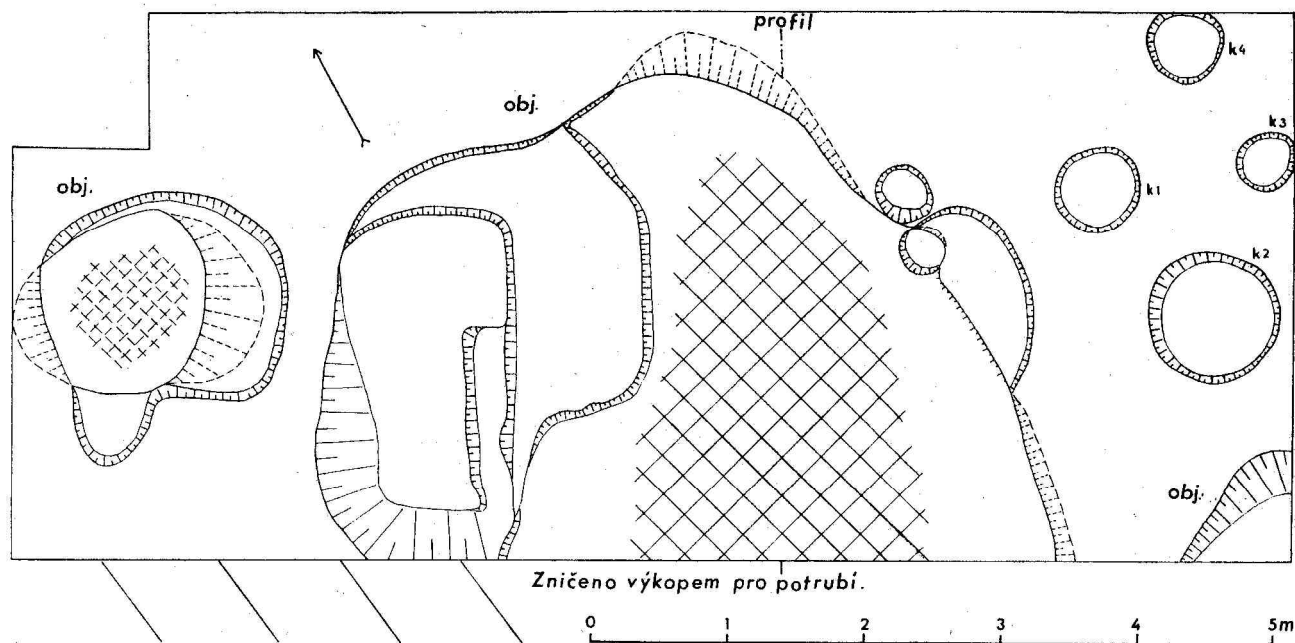 profil
k4
obj.
k3
obj.
k1
k2
obj.
Zničeno výkopem pro potrubí.
0 1 2 3 4 5m